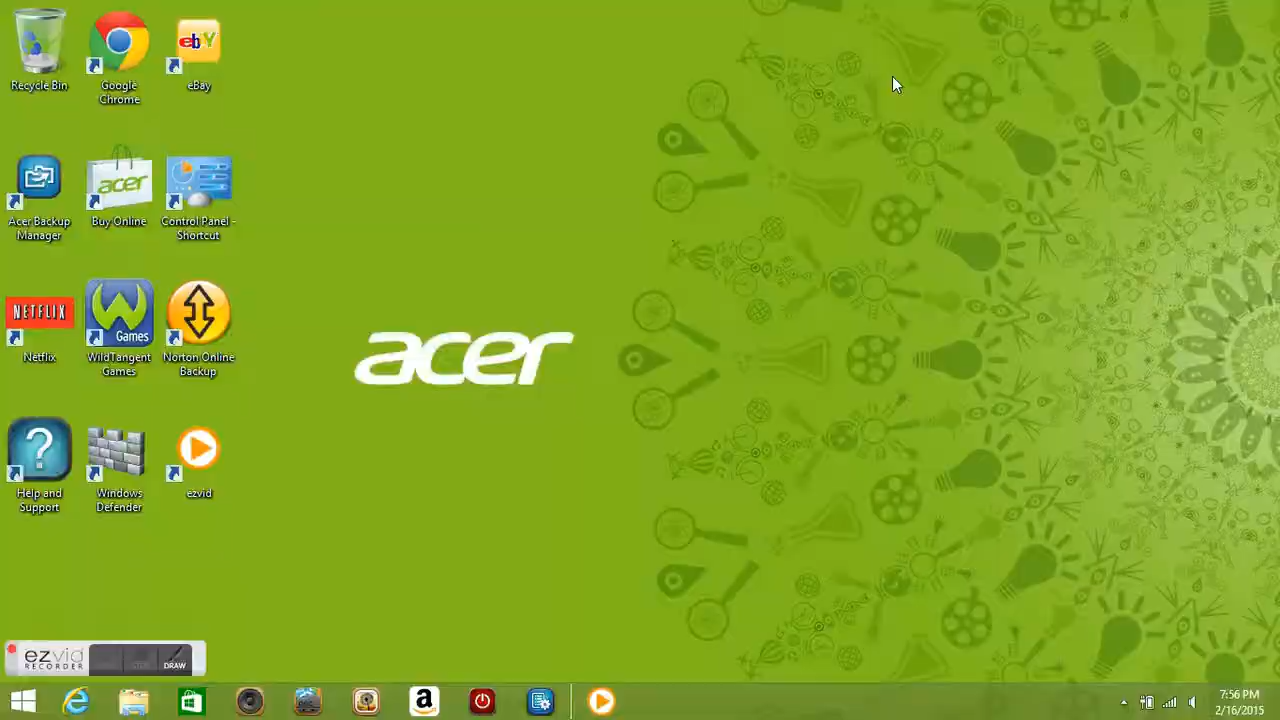 Recycle Bin
Google
Chrome
ebY
eBay
Acer Backup
Manager
acer
Buy Online
Control Panel -
Shortcut
NETFLIX
Netflix
Games
WildTangent
Games
Norton Online
Backup
acer
?
Help and
Support
Windows
Defender
ezvid
ezvid
RECORDER
DRAW
a
7:56 PM
2/16/2015